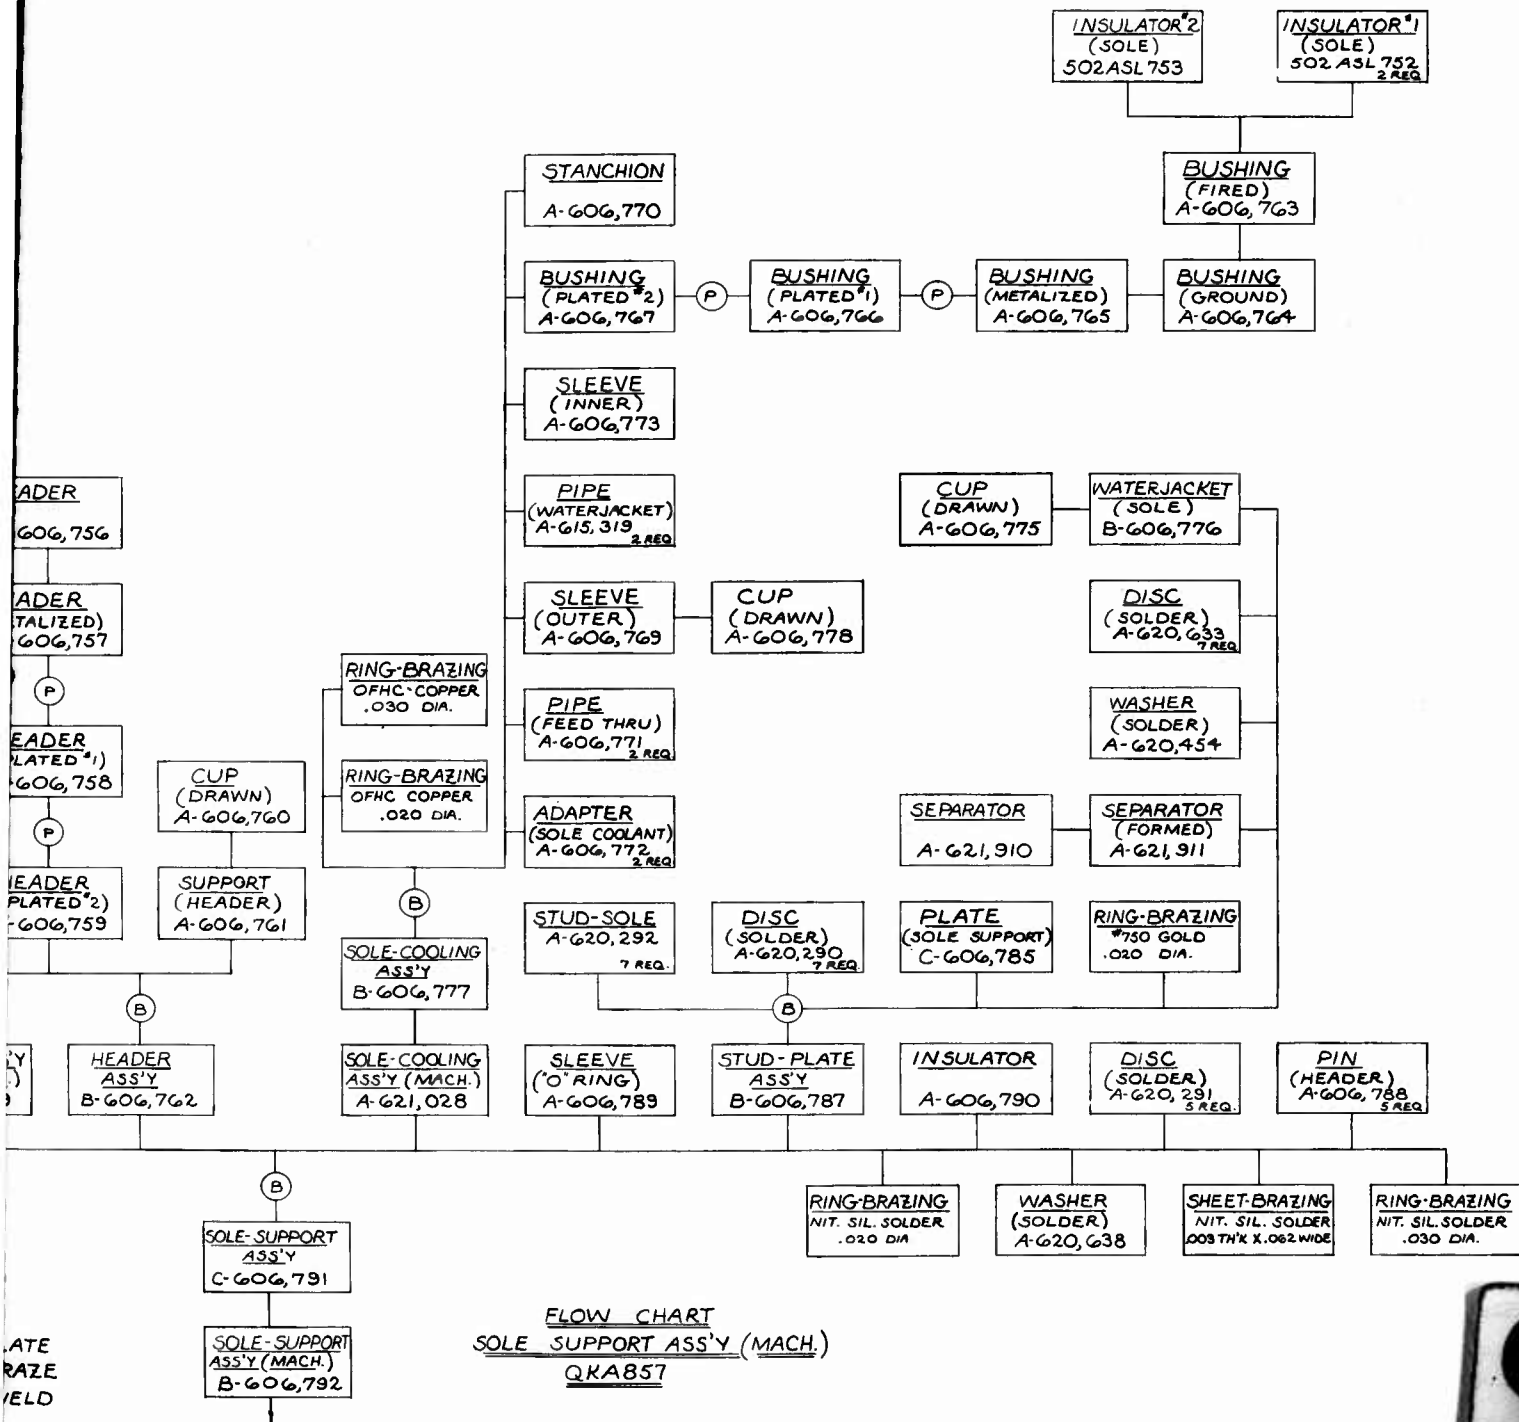 INSULATOR #2
(SOLE)
502ASL753
INSULATOR #1
(SOLE)
502ASL752
2 REQ
BUSHING
(FIRED)
A-606,763
STANCHION
A-606,770
BUSHING
(PLATED #2)
A-606,767
P
BUSHING
(PLATED #1)
A-606,766
P
BUSHING
(METALIZED)
A-606,765
BUSHING
(GROUND)
A-606,764
SLEEVE
(INNER)
A-606,773
ADER
606,756
PIPE
(WATERJACKET)
A-615,319
2 REQ
CUP
(DRAWN)
A-606,775
WATERJACKET
(SOLE)
B-606,776
ADER
TALIZED)
606,757
SLEEVE
(OUTER)
A-606,769
CUP
(DRAWN)
A-606,778
DISC
(SOLDER)
A-620,633
7 REQ
P
RING-BRAZING
OFHC-COPPER
.030 DIA.
PIPE
(FEED THRU)
A-606,771
2 REQ
WASHER
(SOLDER)
A-620,454
EADER
LATED #1)
-606,758
CUP
(DRAWN)
A-606,760
RING-BRAZING
OFHC COPPER
.020 DIA.
ADAPTER
(SOLE COOLANT)
A-606,772
2 REQ
SEPARATOR
A-621,910
SEPARATOR
(FORMED)
A-621,911
P
EADER
PLATED #2)
-606,759
SUPPORT
(HEADER)
A-606,761
B
STUD-SOLE
A-620,292
7 REQ.
DISC
(SOLDER)
A-620,290
7 REQ.
PLATE
(SOLE SUPPORT)
C-606,785
RING-BRAZING
#750 GOLD
.020 DIA.
SOLE-COOLING
ASS'Y
B-606,777
B
B
'Y
.)
9
HEADER
ASS'Y
B-606,762
SOLE-COOLING
ASS'Y (MACH.)
A-621,028
SLEEVE
("O" RING)
A-606,789
STUD-PLATE
ASS'Y
B-606,787
INSULATOR
A-606,790
DISC
(SOLDER)
A-620,291
5 REQ.
PIN
(HEADER)
A-606,788
5 REQ
B
RING-BRAZING
NIT. SIL. SOLDER
.020 DIA
WASHER
(SOLDER)
A-620,638
SHEET-BRAZING
NIT. SIL. SOLDER
.003 TH'K X .062 WIDE
RING-BRAZING
NIT. SIL. SOLDER
.030 DIA.
SOLE-SUPPORT
ASS'Y
C-606,791
SOLE-SUPPORT
ASS'Y (MACH.)
B-606,792
FLOW CHART
SOLE SUPPORT ASS'Y (MACH.)
QKA857
ATE
RAZE
ELD